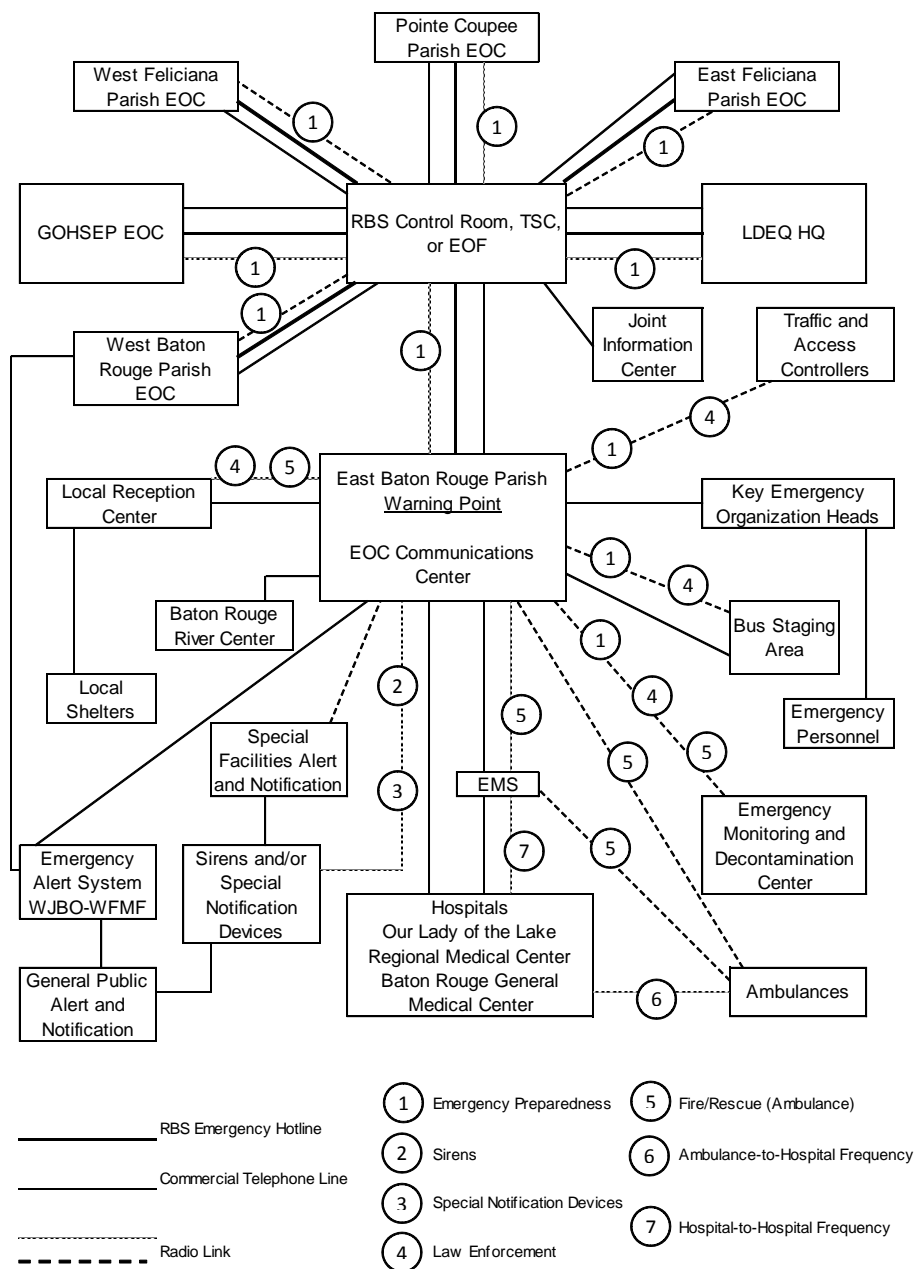 Pointe Coupee
Parish EOC
West Feliciana
Parish EOC
East Feliciana
Parish EOC
1
1
1
GOHSEP EOC
RBS Control Room, TSC,
or EOF
LDEQ HQ
1
1
1
West Baton
Rouge Parish
EOC
1
Joint
Information
Center
Traffic and
Access
Controllers
1
4
4
5
Local Reception
Center
East Baton Rouge Parish
Warning Point
EOC Communications
Center
Key Emergency
Organization Heads
1
4
Baton Rouge
River Center
Bus Staging
Area
1
2
4
Local
Shelters
5
Emergency
Personnel
Special
Facilities Alert
and Notification
5
5
3
EMS
Emergency
Monitoring and
Decontamination
Center
5
7
Emergency
Alert System
WJBO-WFMF
Sirens and/or
Special
Notification
Devices
Hospitals
Our Lady of the Lake
Regional Medical Center
Baton Rouge General
Medical Center
General Public
Alert and
Notification
6
Ambulances
RBS Emergency Hotline
Commercial Telephone Line
Radio Link
1 Emergency Preparedness
2 Sirens
3 Special Notification Devices
4 Law Enforcement
5 Fire/Rescue (Ambulance)
6 Ambulance-to-Hospital Frequency
7 Hospital-to-Hospital Frequency